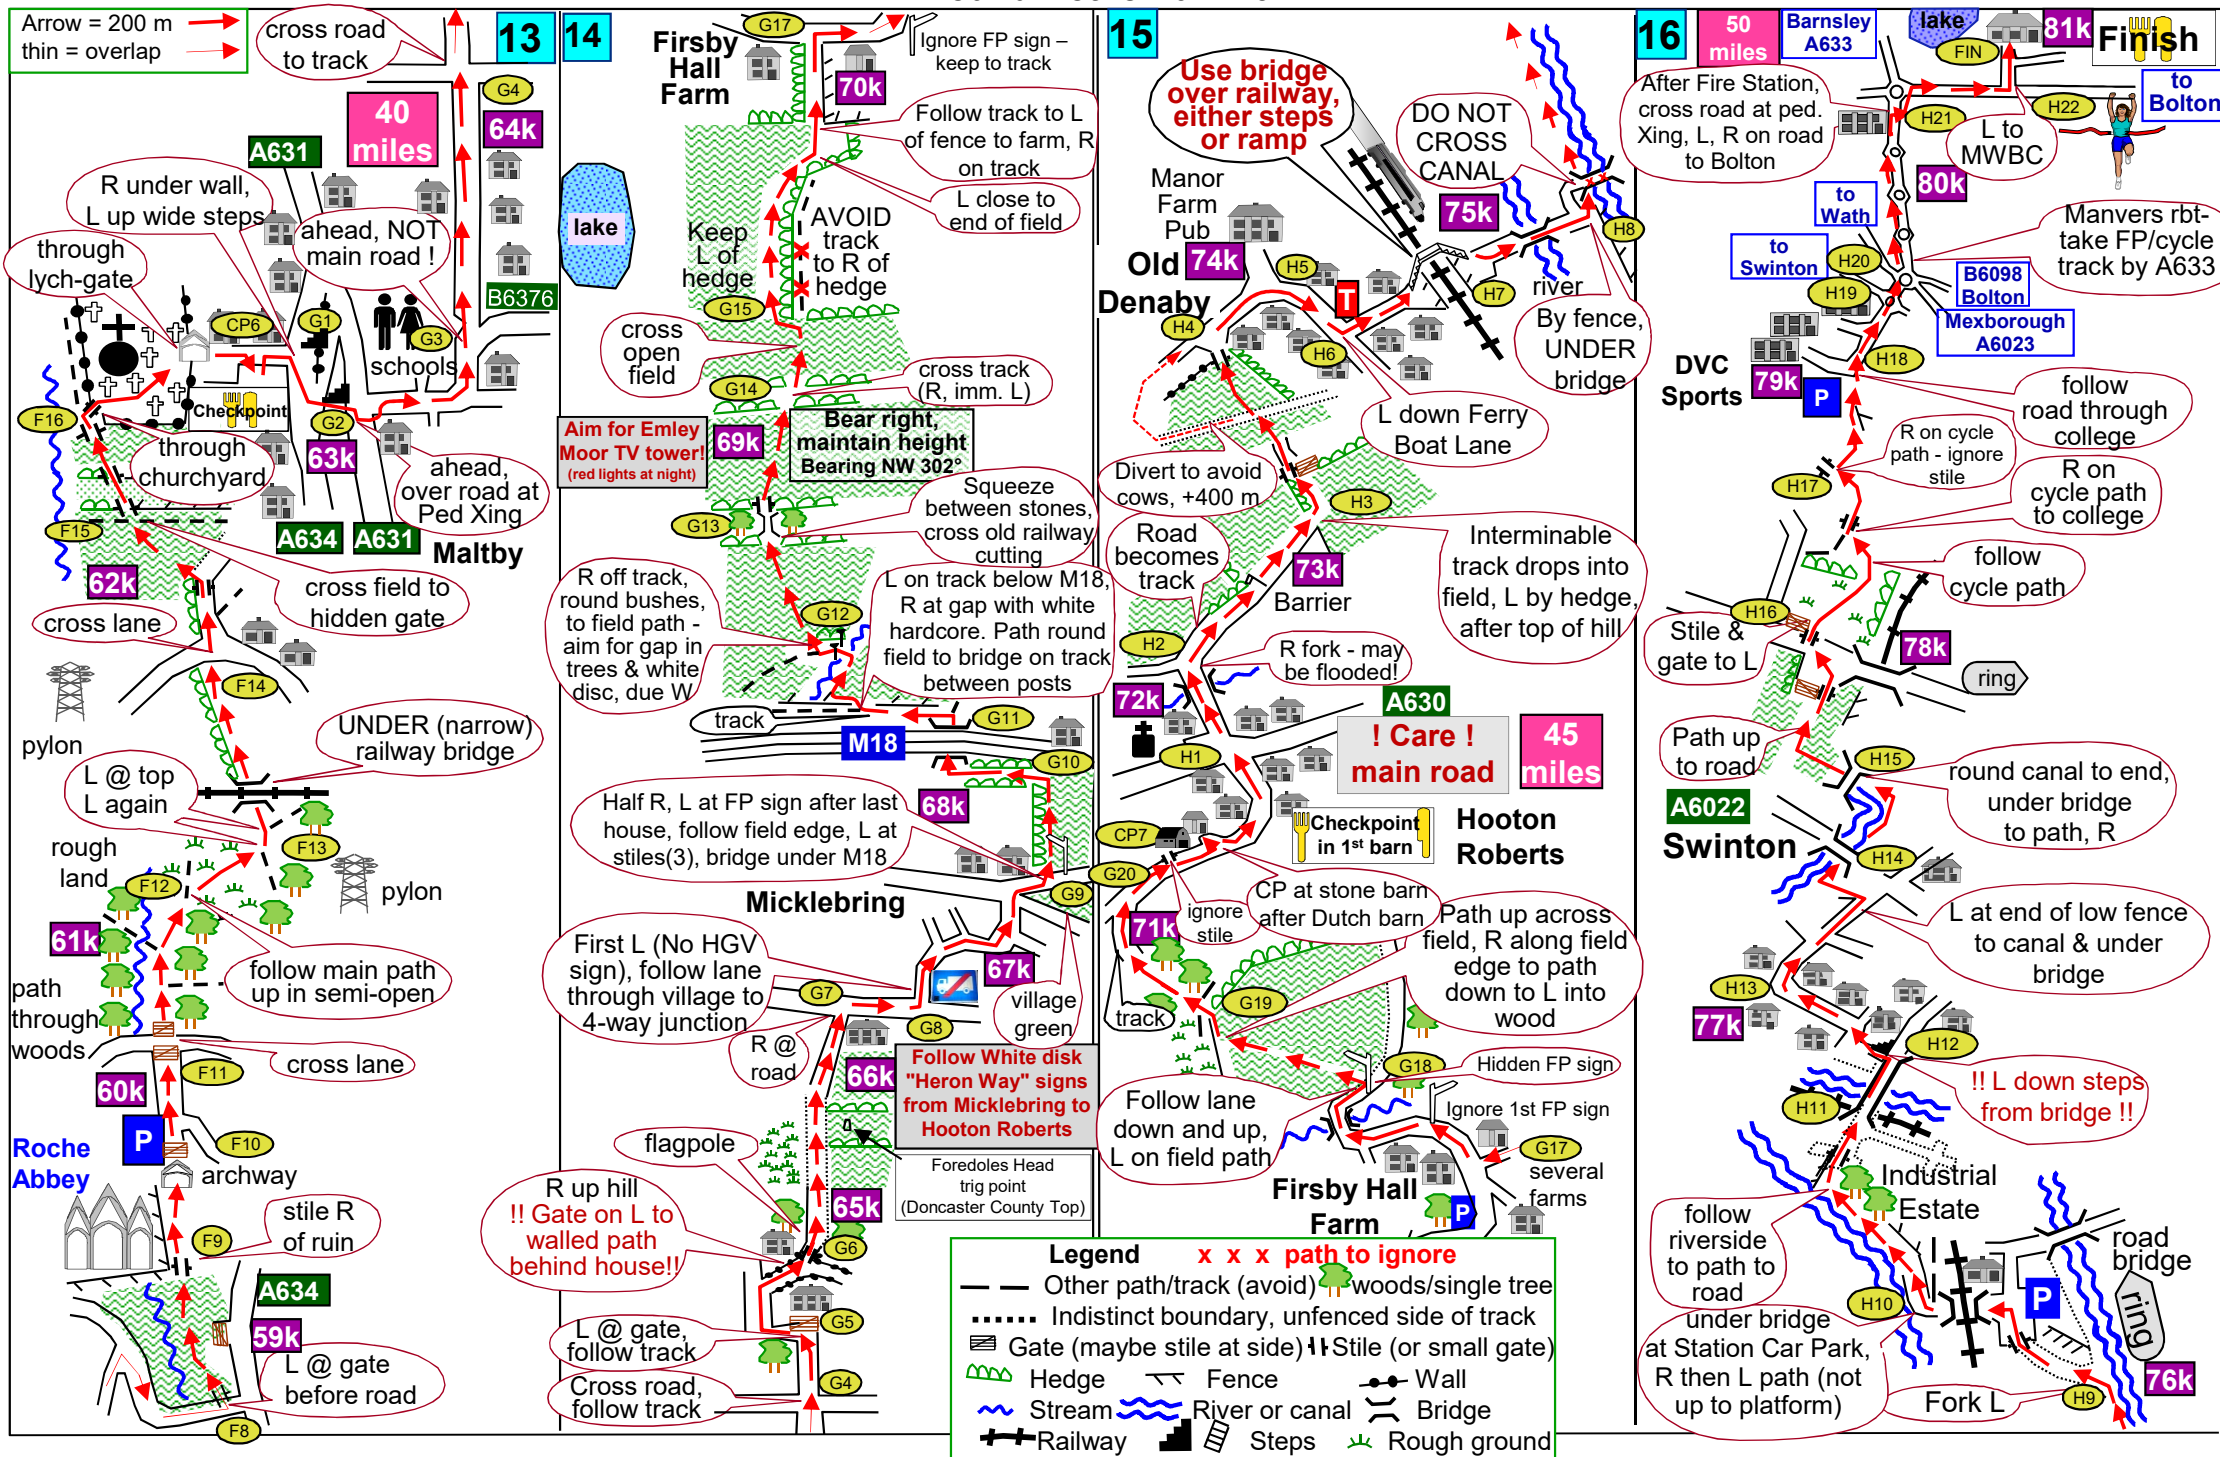 Arrow = 200 m
thin = overlap
cross road
to track
13
G4
64k
40
miles
A631
R under wall,
L up wide steps
ahead, NOT
main road !
through
lych-gate
B6376
CP6
G1
G3
schools
F16
Checkpoint
G2
63k
through
churchyard
ahead,
over road at
Ped Xing
A634
A631
Maltby
F15
62k
cross field to
hidden gate
cross lane
F14
pylon
UNDER (narrow)
railway bridge
L @ top
L again
F13
rough
land
F12
pylon
61k
follow main path
up in semi-open
path
through
woods
cross lane
F11
60k
P
F10
Roche
Abbey
archway
stile R
of ruin
F9
A634
59k
L @ gate
before road
F8
14
G17
Firsby
Hall
Farm
Ignore FP sign –
keep to track
70k
Follow track to L
of fence to farm, R
on track
L close to
end of field
lake
Keep
L of
hedge
AVOID
track
to R of
hedge
G15
cross
open
field
G14
cross track
(R, imm. L)
Aim for Emley
Moor TV tower!
(red lights at night)
69k
Bear right,
maintain height
Bearing NW 302°
Squeeze
between stones,
cross old railway
cutting
G13
R off track,
round bushes,
to field path -
aim for gap in
trees & white
disc, due W
G12
L on track below M18,
R at gap with white
hardcore. Path round
field to bridge on track
between posts
track
G11
M18
G10
68k
Half R, L at FP sign after last
house, follow field edge, L at
stiles(3), bridge under M18
Micklebring
G9
First L (No HGV
sign), follow lane
through village to
4-way junction
67k
village
green
G7
G8
R @
road
66k
Follow White disk
"Heron Way" signs
from Micklebring to
Hooton Roberts
flagpole
Foredoles Head
trig point
(Doncaster County Top)
65k
R up hill
!! Gate on L to
walled path
behind house!!
G6
G5
L @ gate,
follow track
G4
Cross road,
follow track
15
Use bridge
over railway,
either steps
or ramp
DO NOT
CROSS
CANAL
Manor
Farm
Pub
75k
H8
Old
Denaby
74k
H5
T
H7
river
H4
H6
By fence,
UNDER
bridge
L down Ferry
Boat Lane
Divert to avoid
cows, +400 m
H3
Road
becomes
track
73k
Barrier
Interminable
track drops into
field, L by hedge,
after top of hill
H2
R fork - may
be flooded!
72k
A630
! Care !
main road
45
miles
H1
Checkpoint
in 1st barn
Hooton
Roberts
CP7
G20
CP at stone barn
after Dutch barn
ignore
stile
71k
Path up across
field, R along field
edge to path
down to L into
wood
G19
track
G18
Hidden FP sign
Follow lane
down and up,
L on field path
Ignore 1st FP sign
G17
several
farms
Firsby Hall
Farm
P
Legend
x x x path to ignore
Other path/track (avoid)
woods/single tree
Indistinct boundary, unfenced side of track
Gate (maybe stile at side)
Stile (or small gate)
Hedge
Fence
Wall
Stream
River or canal
Bridge
Railway
Steps
Rough ground
16
50
miles
Barnsley
A633
lake
FIN
81k
Finish
After Fire Station,
cross road at ped.
Xing, L, R on road
to Bolton
to
Bolton
H21
H22
L to
MWBC
80k
to
Wath
Manvers rbt-
take FP/cycle
track by A633
to
Swinton
H20
H19
B6098
Bolton
Mexborough
A6023
H18
DVC
Sports
79k
P
follow
road through
college
R on cycle
path - ignore
stile
R on
cycle path
to college
H17
follow
cycle path
H16
Stile &
gate to L
78k
ring
Path up
to road
H15
round canal to end,
under bridge
to path, R
A6022
Swinton
H14
L at end of low fence
to canal & under
bridge
H13
77k
H12
!! L down steps
from bridge !!
H11
Industrial
Estate
follow
riverside
to path to
road
road
bridge
ring
P
H10
under bridge
at Station Car Park,
R then L path (not
up to platform)
76k
Fork L
H9